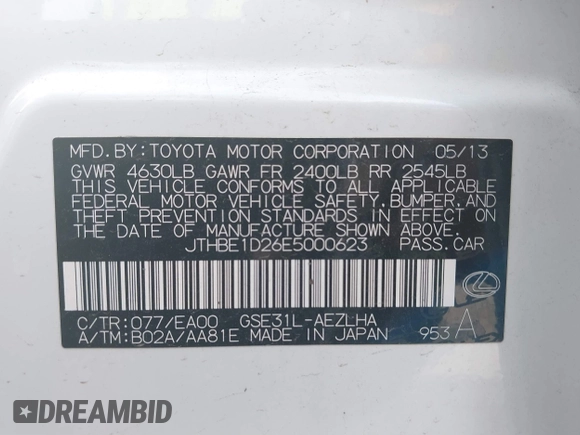 MFD.BY:TOYOTA MOTOR CORPORATION 05/13
GVWR 4630LB GAWR FR 2400LB RR 2545LB
THIS VEHICLE CONFORMS TO ALL APPLICABLE
FEDERAL MOTOR VEHICLE SAFETY,BUMPER,AND
THEFT PREVENTION STANDARDS IN EFFECT ON
THE DATE OF MANUFACTURE SHOWN ABOVE.
JTHBE1D26E5000623 PASS.CAR
C/TR:077/EA00 GSE31L-AEZLHA
A/TM:B02A/AA81E MADE IN JAPAN 953 A
DREAMBID